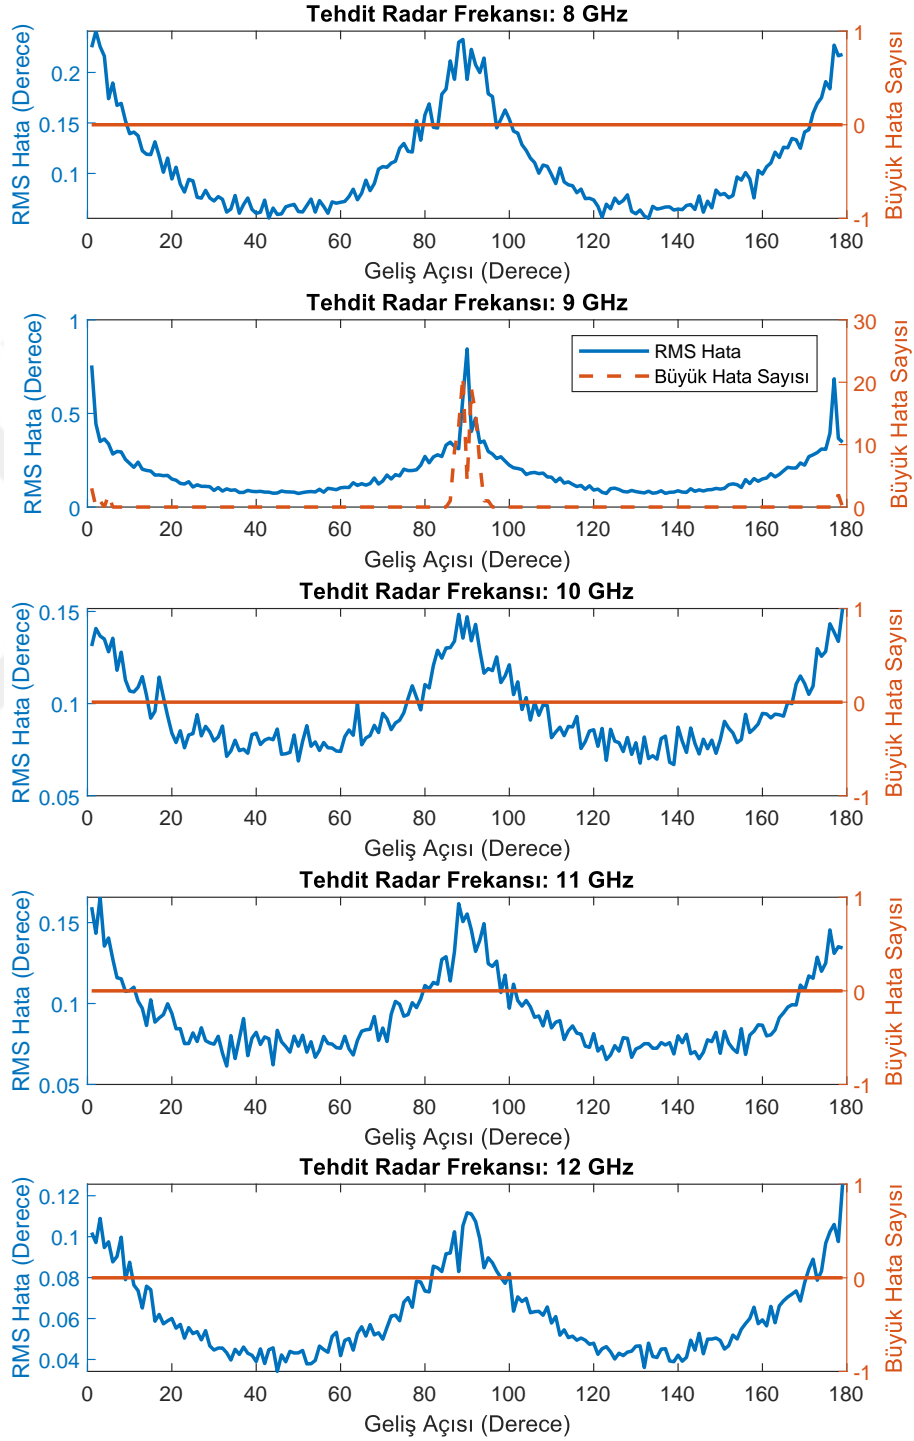 Tehdit Radar Frekansı: 8 GHz
RMS Hata (Derece)
0.2
0.15
0.1
1
0
-1
Büyük Hata Sayısı
0 20 40 60 80 100 120 140 160 180
Geliş Açısı (Derece)
Tehdit Radar Frekansı: 9 GHz
RMS Hata (Derece)
1
0.5
0
RMS Hata
Büyük Hata Sayısı
30
20
10
0
Büyük Hata Sayısı
0 20 40 60 80 100 120 140 160 180
Geliş Açısı (Derece)
Tehdit Radar Frekansı: 10 GHz
RMS Hata (Derece)
0.15
0.1
0.05
1
0
-1
Büyük Hata Sayısı
0 20 40 60 80 100 120 140 160 180
Geliş Açısı (Derece)
Tehdit Radar Frekansı: 11 GHz
RMS Hata (Derece)
0.15
0.1
0.05
1
0
-1
Büyük Hata Sayısı
0 20 40 60 80 100 120 140 160 180
Geliş Açısı (Derece)
Tehdit Radar Frekansı: 12 GHz
RMS Hata (Derece)
0.12
0.1
0.08
0.06
0.04
1
0
-1
Büyük Hata Sayısı
0 20 40 60 80 100 120 140 160 180
Geliş Açısı (Derece)